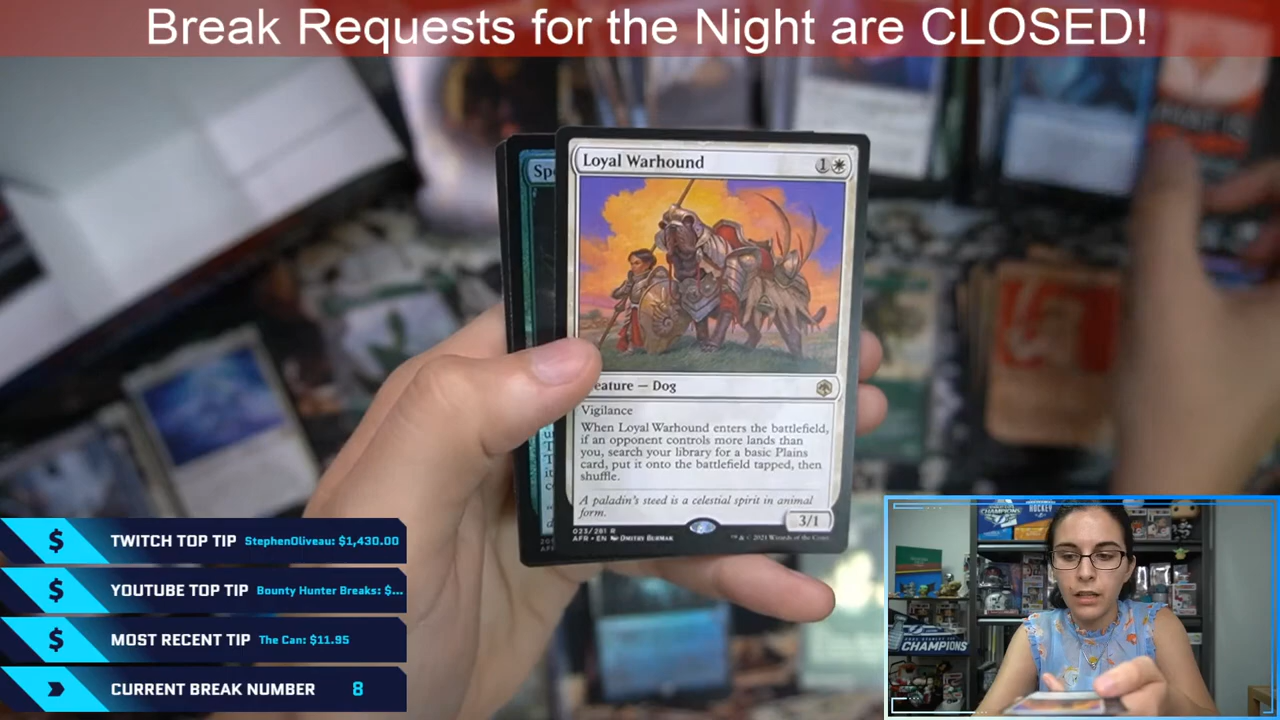 Break Requests for the Night are CLOSED!
Loyal Warhound 1
Creature — Dog
Vigilance
When Loyal Warhound enters the battlefield,
if an opponent controls more lands than
you, search your library for a basic Plains
card, put it onto the battlefield tapped, then
shuffle.
A paladin's steed is a celestial spirit in animal
form.
3/1
023/281 R
AFR • EN Dmitry Burmak
™ & © 2021 Wizards of the Coast
TWITCH TOP TIP StephenOliveau: $1,430.00
YOUTUBE TOP TIP Bounty Hunter Breaks: $...
MOST RECENT TIP The Can: $11.95
CURRENT BREAK NUMBER 8
CHAMPIONS
HOCKEY
CHAMPIONS